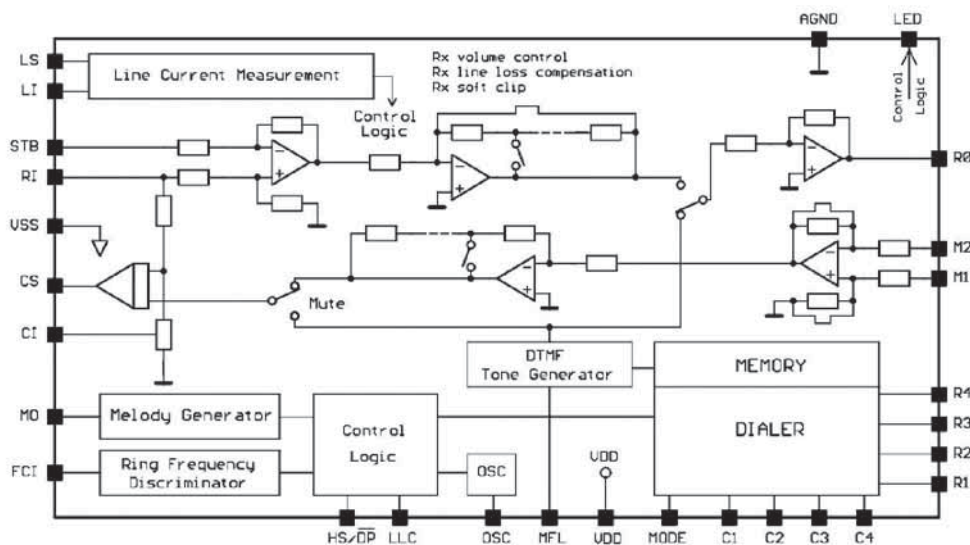 AGND
LED
LS
LI
Line Current Measurement
Rx volume control
Rx line loss compensation
Rx soft clip
Control
Logic
Control
Logic
STB
RI
RO
VSS
M2
M1
CS
Mute
CI
DTMF
Tone Generator
MEMORY
DIALER
MO
Melody Generator
Control
Logic
FCI
Ring Frequency
Discriminator
OSC
VDD
R4
R3
R2
R1
HS/DP
LLC
OSC
MFL
VDD
MODE
C1
C2
C3
C4